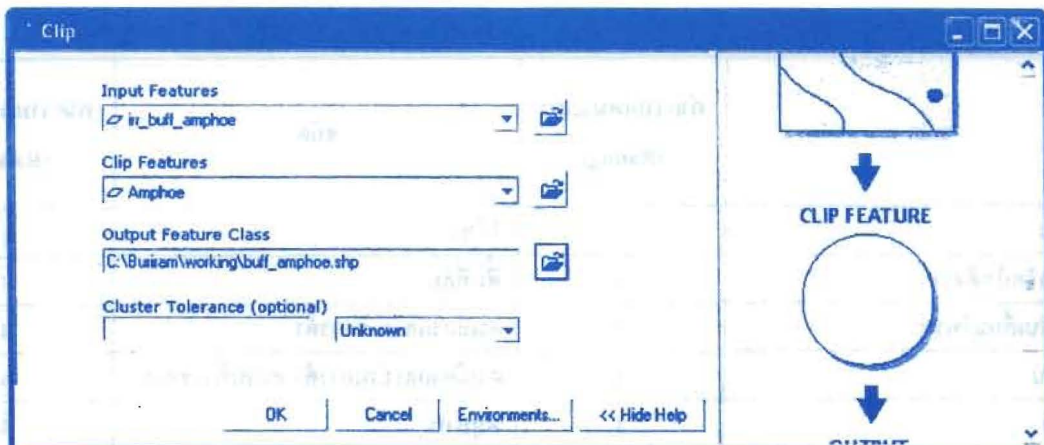 Clip
Input Features
in_buff_amphoe
Clip Features
Amphoe
Output Feature Class
C:\Buriram\working\buff_amphoe.shp
Cluster Tolerance (optional)
Unknown
OK
Cancel
Environments...
<< Hide Help
CLIP FEATURE
OUTPUT